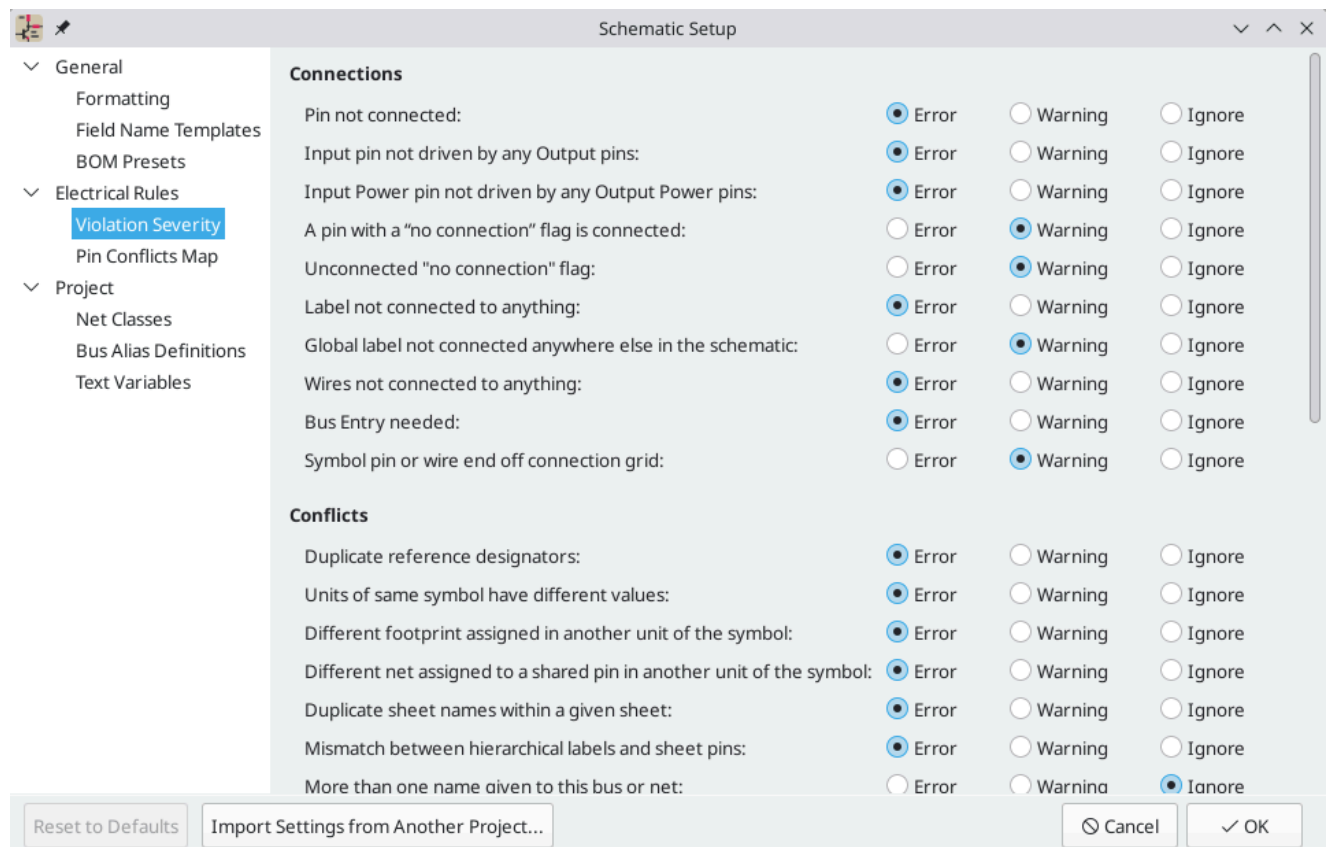 Schematic Setup
General
Formatting
Field Name Templates
BOM Presets
Electrical Rules
Violation Severity
Pin Conflicts Map
Project
Net Classes
Bus Alias Definitions
Text Variables
Connections
Pin not connected: Error Warning Ignore
Input pin not driven by any Output pins: Error Warning Ignore
Input Power pin not driven by any Output Power pins: Error Warning Ignore
A pin with a “no connection” flag is connected: Error Warning Ignore
Unconnected "no connection" flag: Error Warning Ignore
Label not connected to anything: Error Warning Ignore
Global label not connected anywhere else in the schematic: Error Warning Ignore
Wires not connected to anything: Error Warning Ignore
Bus Entry needed: Error Warning Ignore
Symbol pin or wire end off connection grid: Error Warning Ignore
Conflicts
Duplicate reference designators: Error Warning Ignore
Units of same symbol have different values: Error Warning Ignore
Different footprint assigned in another unit of the symbol: Error Warning Ignore
Different net assigned to a shared pin in another unit of the symbol: Error Warning Ignore
Duplicate sheet names within a given sheet: Error Warning Ignore
Mismatch between hierarchical labels and sheet pins: Error Warning Ignore
More than one name given to this bus or net: Error Warning Ignore
Reset to Defaults Import Settings from Another Project... Cancel OK